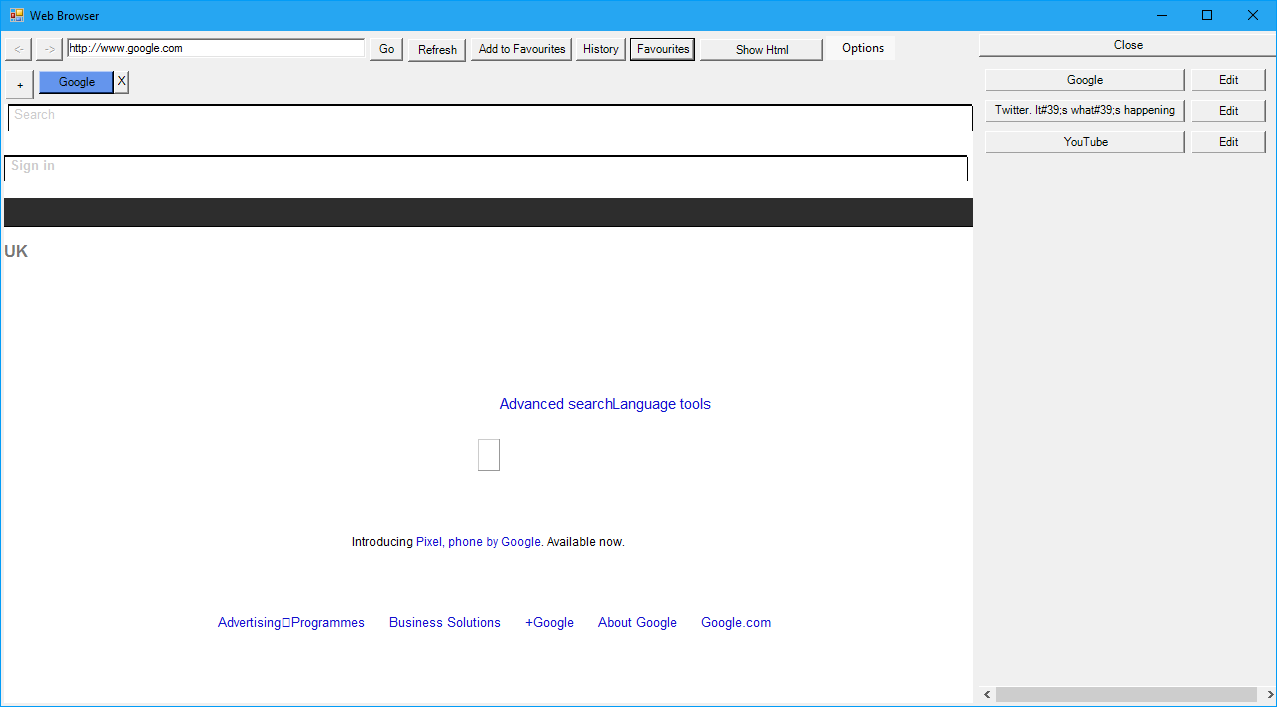 Web Browser
<- -> http://www.google.com Go Refresh Add to Favourites History Favourites Show Html Options Close
+ Google X
Google Edit
Search
Twitter. It#39;s what#39;s happening Edit
YouTube Edit
Sign in
UK
Advanced searchLanguage tools
Introducing Pixel, phone by Google. Available now.
Advertising▯Programmes Business Solutions +Google About Google Google.com